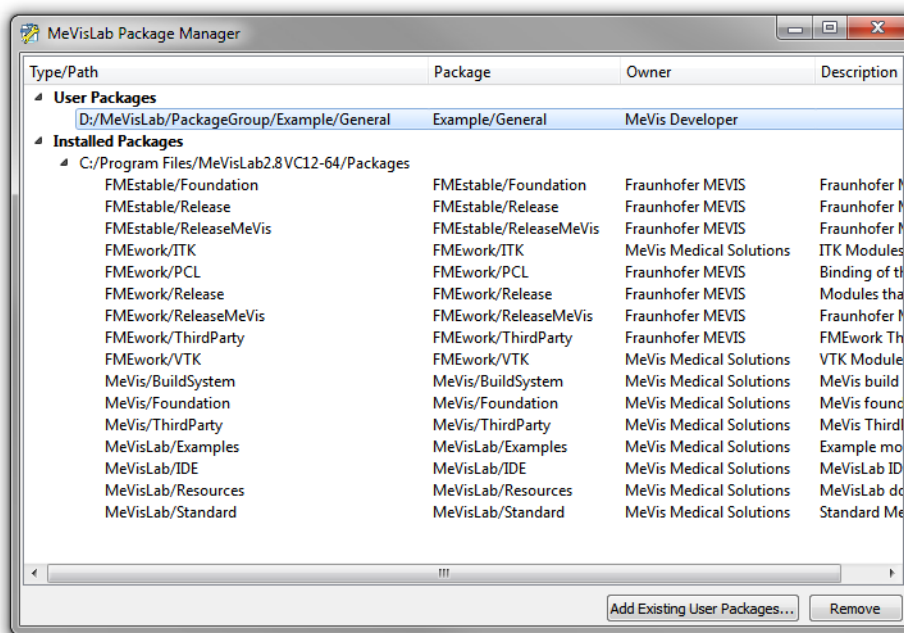 MeVisLab Package Manager
Type/Path Package Owner Description
User Packages
D:/MeVisLab/PackageGroup/Example/General Example/General MeVis Developer
Installed Packages
C:/Program Files/MeVisLab2.8VC12-64/Packages
FMEstable/Foundation FMEstable/Foundation Fraunhofer MEVIS Fraunhofer
FMEstable/Release FMEstable/Release Fraunhofer MEVIS Fraunhofer
FMEstable/ReleaseMeVis FMEstable/ReleaseMeVis Fraunhofer MEVIS Fraunhofer
FMEwork/ITK FMEwork/ITK MeVis Medical Solutions ITK Modules
FMEwork/PCL FMEwork/PCL Fraunhofer MEVIS Binding of th
FMEwork/Release FMEwork/Release Fraunhofer MEVIS Modules tha
FMEwork/ReleaseMeVis FMEwork/ReleaseMeVis Fraunhofer MEVIS Fraunhofer
FMEwork/ThirdParty FMEwork/ThirdParty Fraunhofer MEVIS FMEwork Th
FMEwork/VTK FMEwork/VTK MeVis Medical Solutions VTK Module
MeVis/BuildSystem MeVis/BuildSystem MeVis Medical Solutions MeVis build
MeVis/Foundation MeVis/Foundation MeVis Medical Solutions MeVis found
MeVis/ThirdParty MeVis/ThirdParty MeVis Medical Solutions MeVis Third
MeVisLab/Examples MeVisLab/Examples MeVis Medical Solutions Example mo
MeVisLab/IDE MeVisLab/IDE MeVis Medical Solutions MeVisLab ID
MeVisLab/Resources MeVisLab/Resources MeVis Medical Solutions MeVisLab do
MeVisLab/Standard MeVisLab/Standard MeVis Medical Solutions Standard Me
Add Existing User Packages... Remove